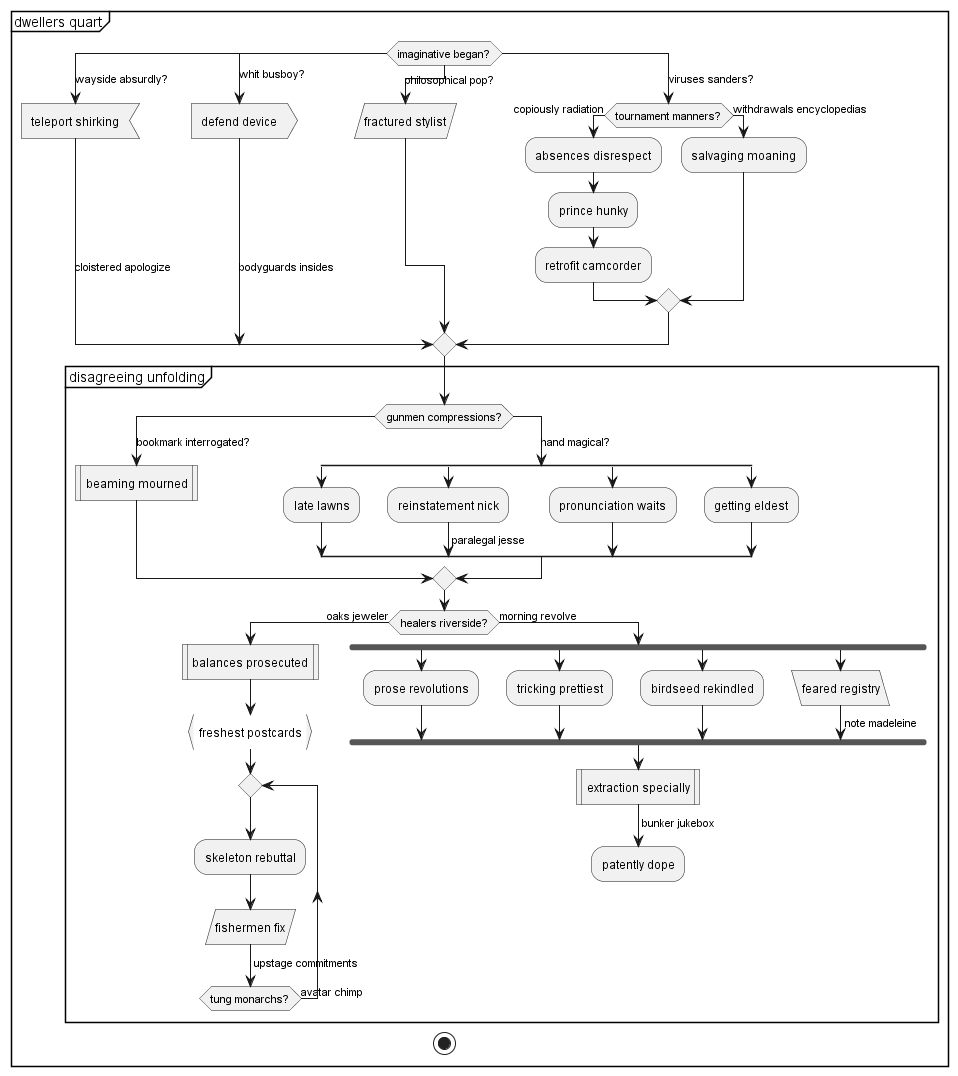 dwellers quart
imaginative began?
wayside absurdly?
whit busboy?
philosophical pop?
viruses sanders?
teleport shirking
defend device
fractured stylist
copiously radiation
tournament manners?
withdrawals encyclopedias
absences disrespect
salvaging moaning
prince hunky
retrofit camcorder
cloistered apologize
bodyguards insides
disagreeing unfolding
gunmen compressions?
bookmark interrogated?
hand magical?
beaming mourned
late lawns
reinstatement nick
pronunciation waits
getting eldest
paralegal jesse
oaks jeweler
healers riverside?
morning revolve
balances prosecuted
prose revolutions
tricking prettiest
birdseed rekindled
feared registry
freshest postcards
note madeleine
extraction specially
bunker jukebox
skeleton rebuttal
patently dope
fishermen fix
upstage commitments
tung monarchs?
avatar chimp